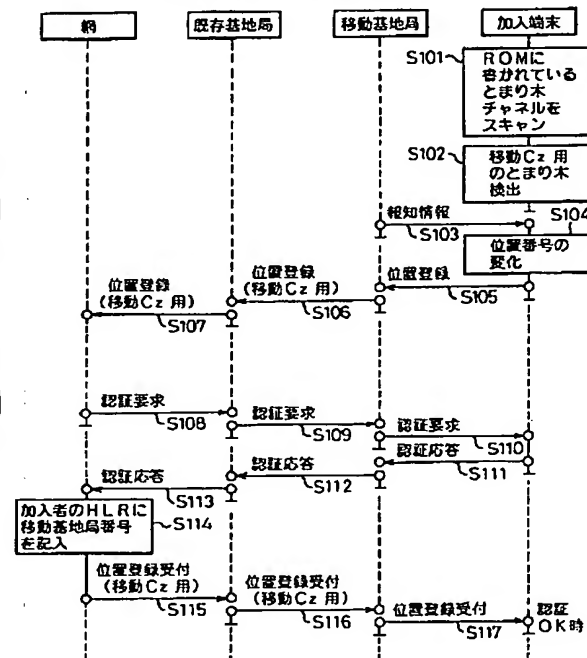 網
既存基地局
移動基地局
加入端末
S101
ROMに
書かれている
とまり木
チャネルを
スキャン
S102
移動Cz用
のとまり木
検出
報知情報
S103
S104
位置番号の
変化
位置登録
(移動Cz用)
S107
位置登録
(移動Cz用)
S106
位置登録
S105
認証要求
S108
認証要求
S109
認証要求
S110
認証応答
S111
認証応答
S112
認証応答
S113
加入者のHLRに
移動基地局番号
を記入
S114
位置登録受付
(移動Cz用)
S115
位置登録受付
(移動Cz用)
S116
位置登録受付
S117
認証
OK時